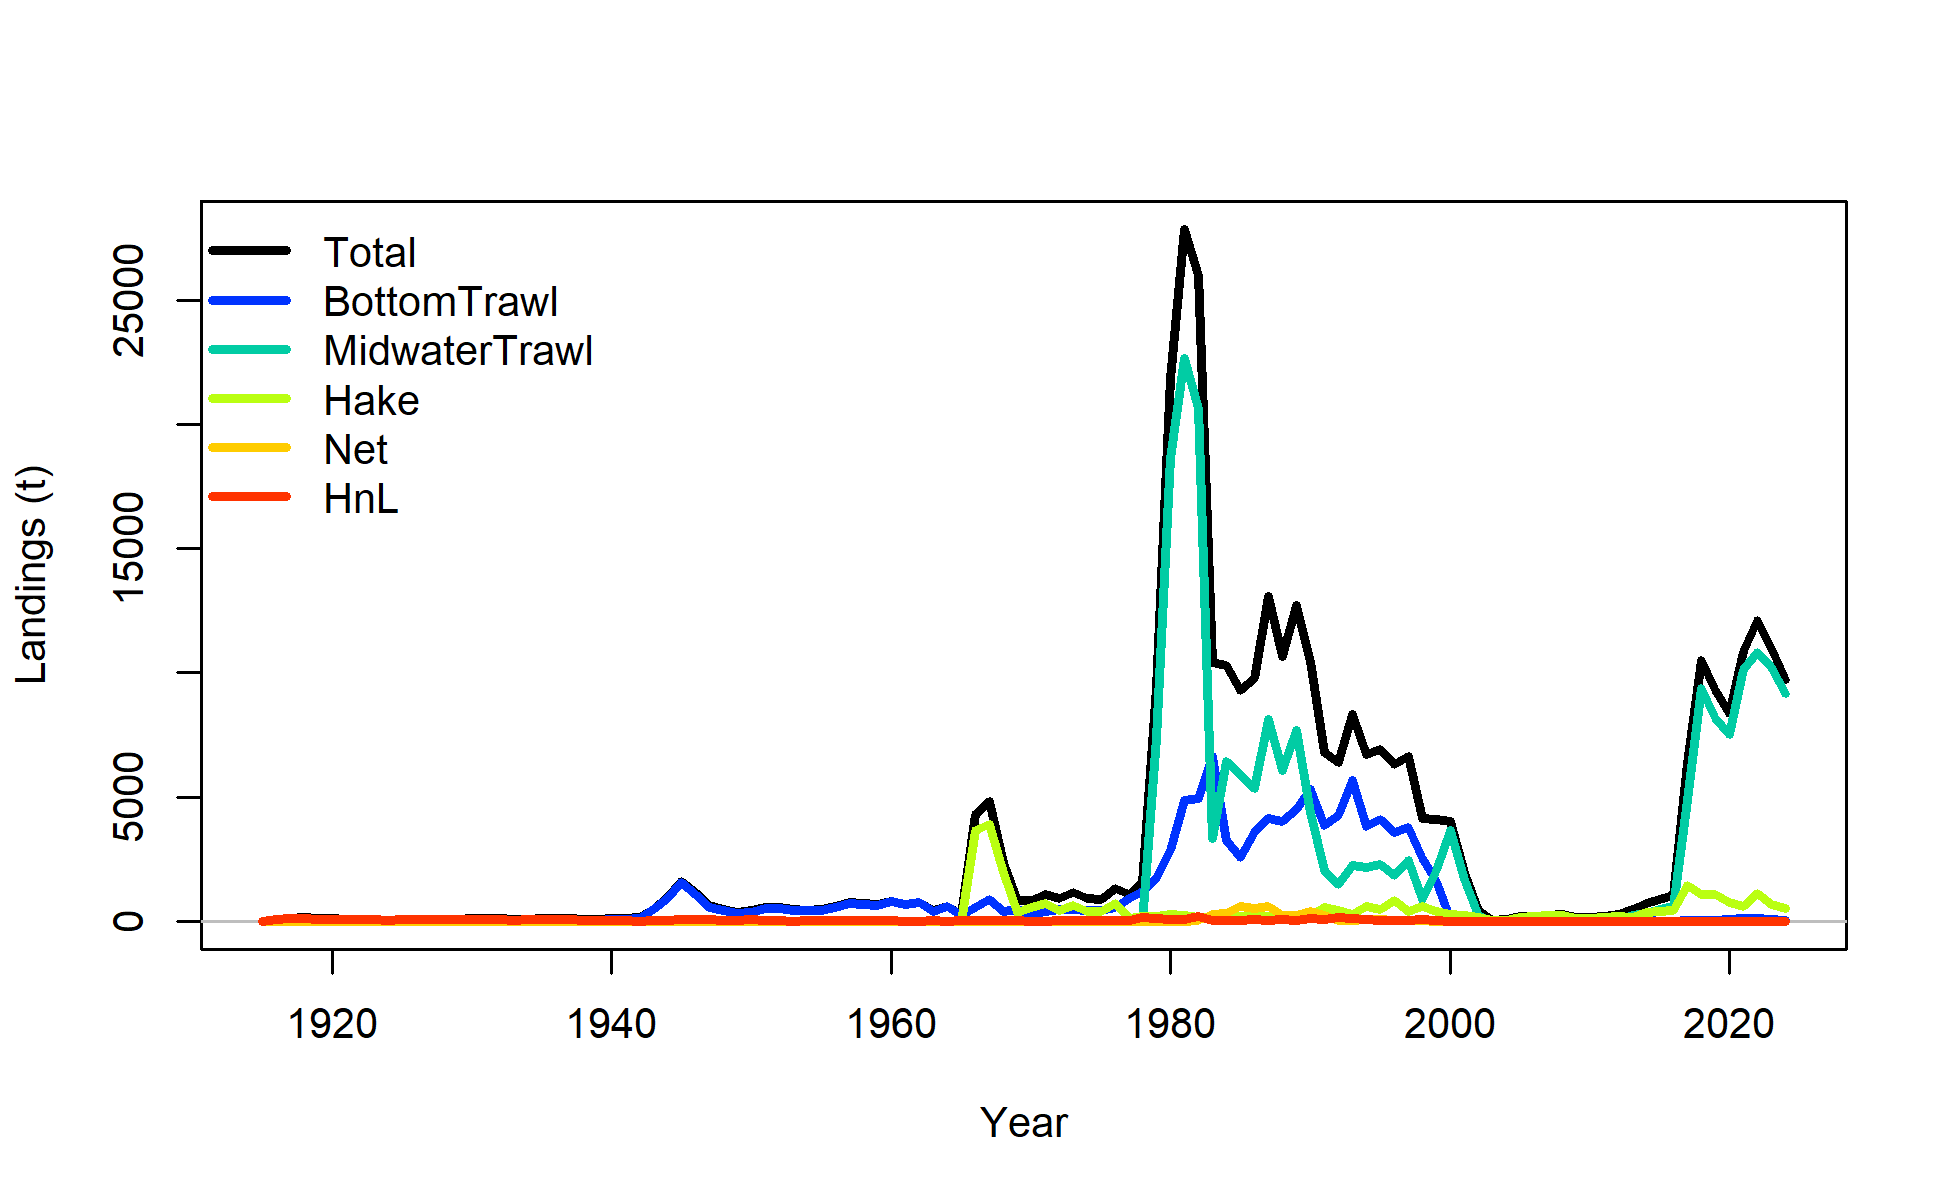 Total
BottomTrawl
MidwaterTrawl
Hake
Net
HnL
Landings (t)
25000
15000
5000
0
1920 1940 1960 1980 2000 2020
Year